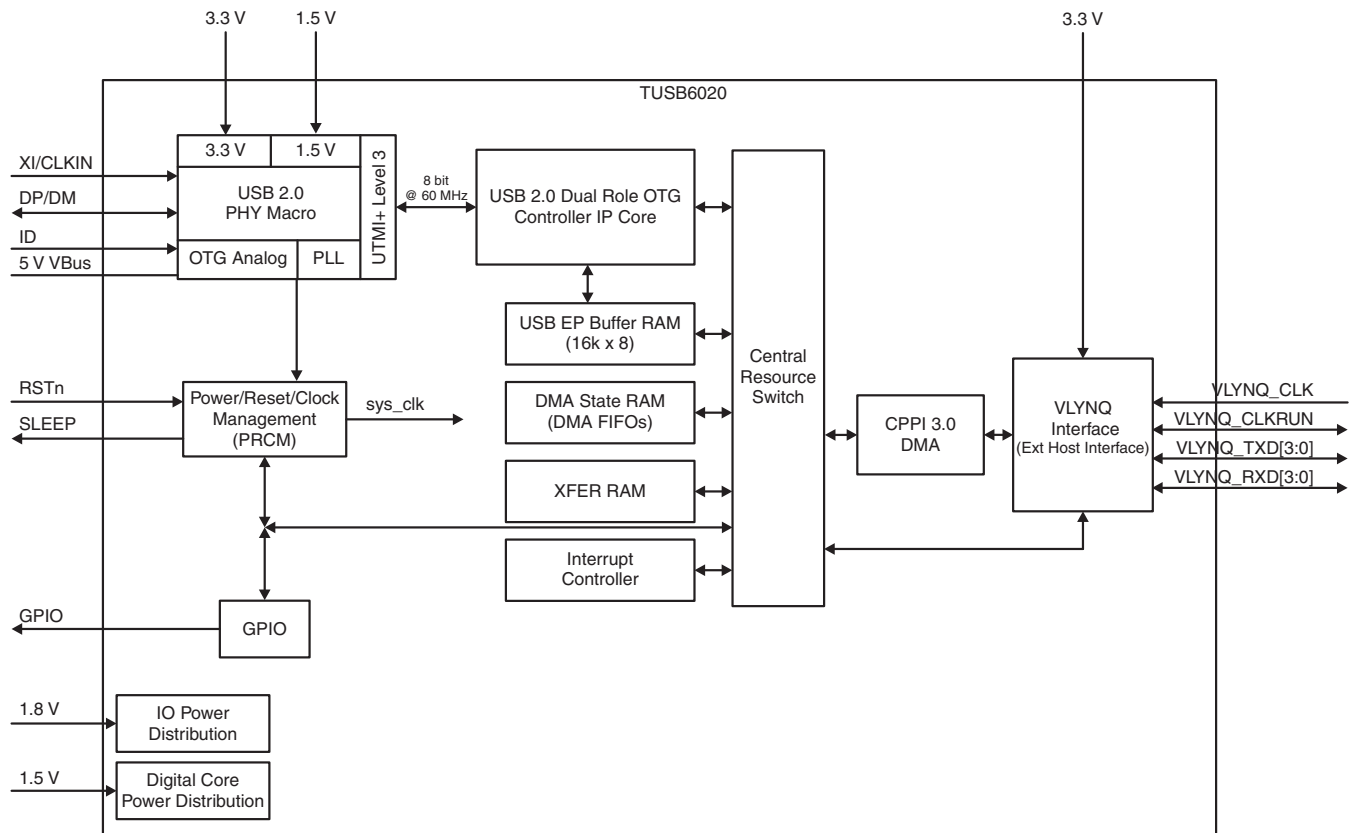 3.3 V
1.5 V
3.3 V
TUSB6020
3.3 V
1.5 V
UTMI+ Level 3
XI/CLKIN
DP/DM
ID
5 V VBus
USB 2.0
PHY Macro
OTG Analog
PLL
8 bit
@ 60 MHz
USB 2.0 Dual Role OTG
Controller IP Core
USB EP Buffer RAM
(16k x 8)
DMA State RAM
(DMA FIFOs)
XFER RAM
Interrupt
Controller
Central
Resource
Switch
CPPI 3.0
DMA
VLYNQ
Interface
(Ext Host Interface)
VLYNQ_CLK
VLYNQ_CLKRUN
VLYNQ_TXD[3:0]
VLYNQ_RXD[3:0]
RSTn
SLEEP
Power/Reset/Clock
Management
(PRCM)
sys_clk
GPIO
GPIO
1.8 V
IO Power
Distribution
1.5 V
Digital Core
Power Distribution